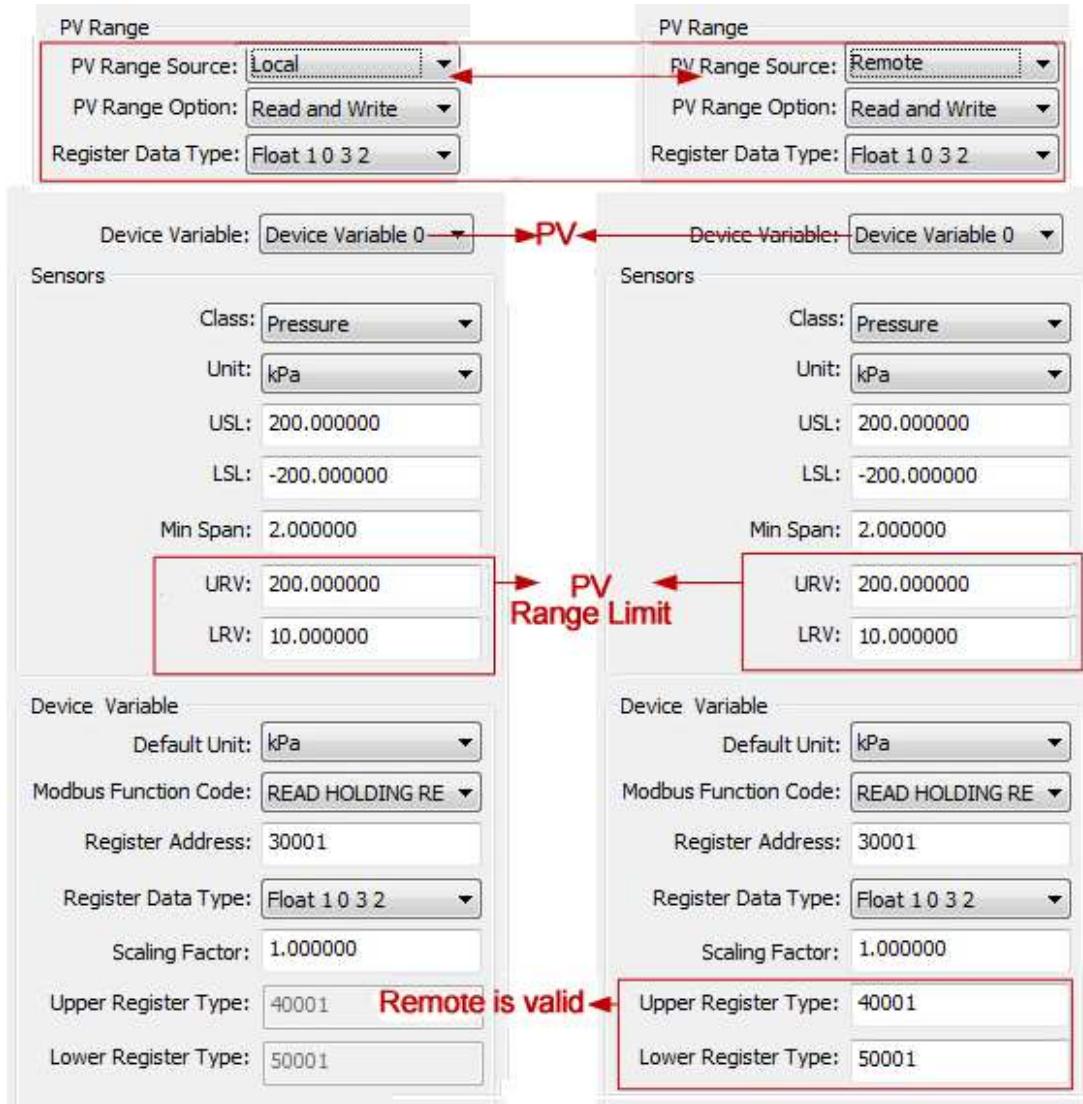 PV Range PV Range
PV Range Source: Local PV Range Source: Remote
PV Range Option: Read and Write PV Range Option: Read and Write
Register Data Type: Float 1 0 3 2 Register Data Type: Float 1 0 3 2
Device Variable: Device Variable 0 PV Device Variable: Device Variable 0
Sensors Sensors
Class: Pressure Class: Pressure
Unit: kPa Unit: kPa
USL: 200.000000 USL: 200.000000
LSL: -200.000000 LSL: -200.000000
Min Span: 2.000000 Min Span: 2.000000
URV: 200.000000 PV URV: 200.000000
Range Limit
LRV: 10.000000 LRV: 10.000000
Device Variable Device Variable
Default Unit: kPa Default Unit: kPa
Modbus Function Code: READ HOLDING RE Modbus Function Code: READ HOLDING RE
Register Address: 30001 Register Address: 30001
Register Data Type: Float 1 0 3 2 Register Data Type: Float 1 0 3 2
Scaling Factor: 1.000000 Scaling Factor: 1.000000
Upper Register Type: 40001 Remote is valid Upper Register Type: 40001
Lower Register Type: 50001 Lower Register Type: 50001